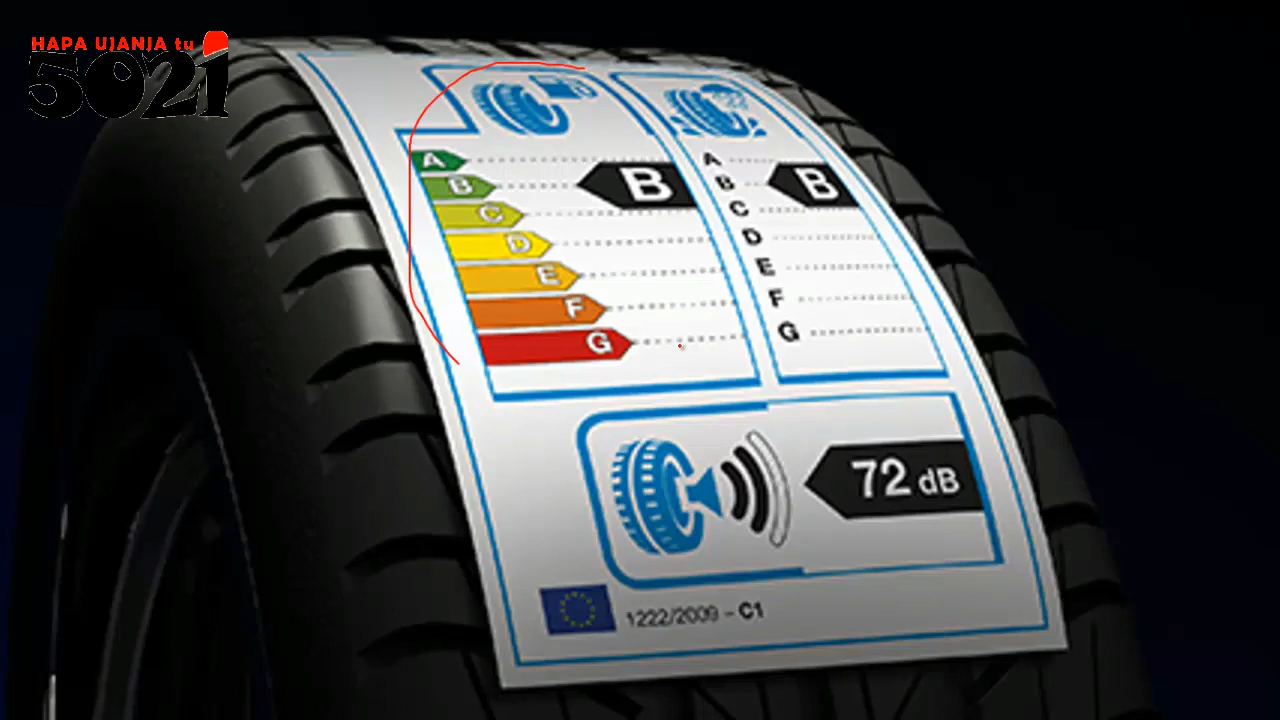 HAPA UJANJA tu
5021
A
B
C
D
E
F
G
B
A
B
C
D
E
F
G
B
72 dB
1222/2009 – C1